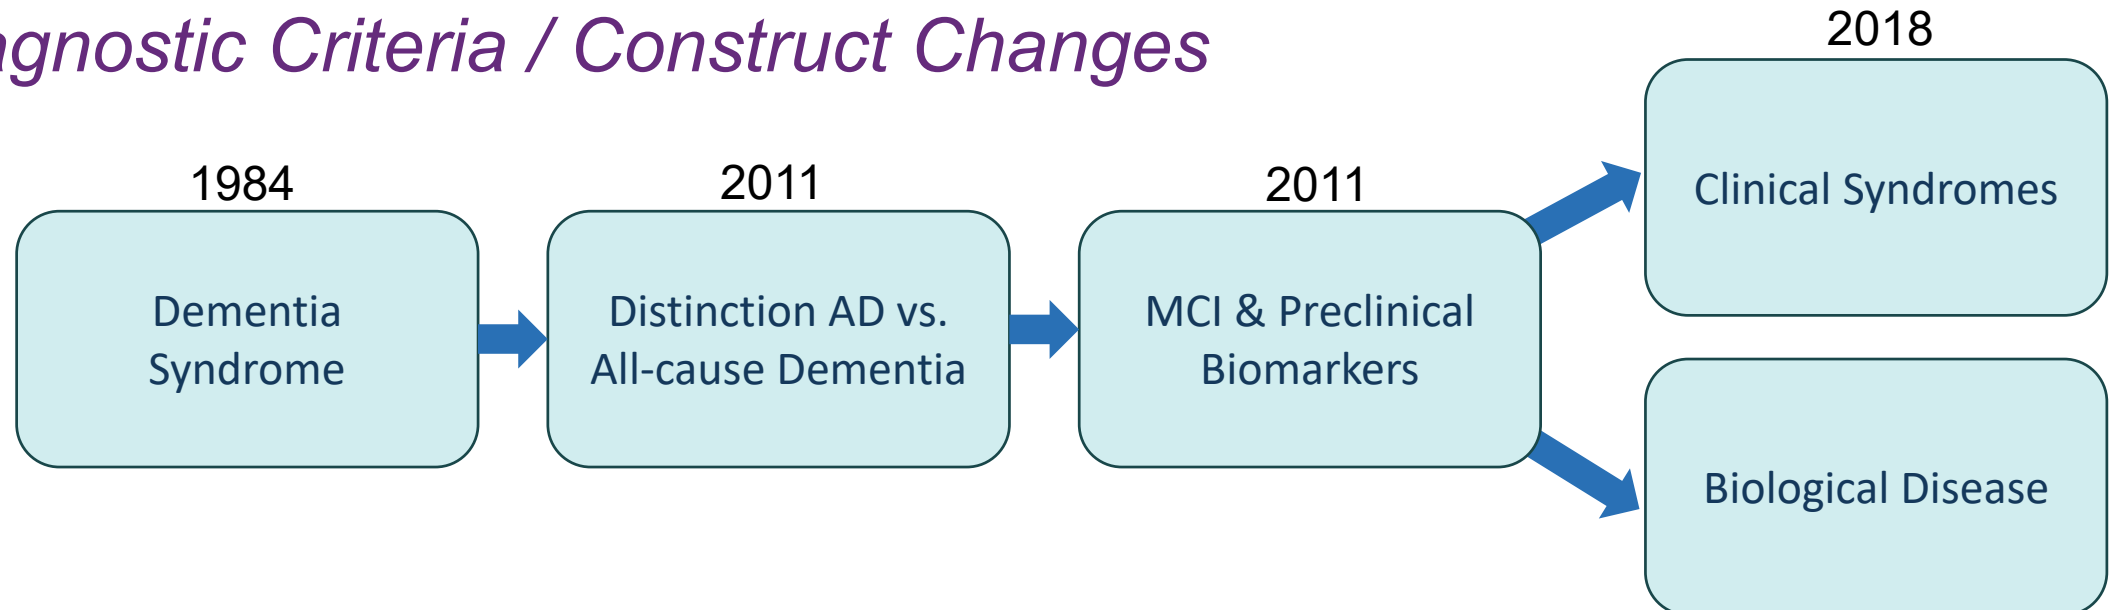 agnostic Criteria / Construct Changes
2018
Clinical Syndromes
1984
2011
2011
Dementia
Syndrome
Distinction AD vs.
All-cause Dementia
MCI & Preclinical
Biomarkers
Biological Disease